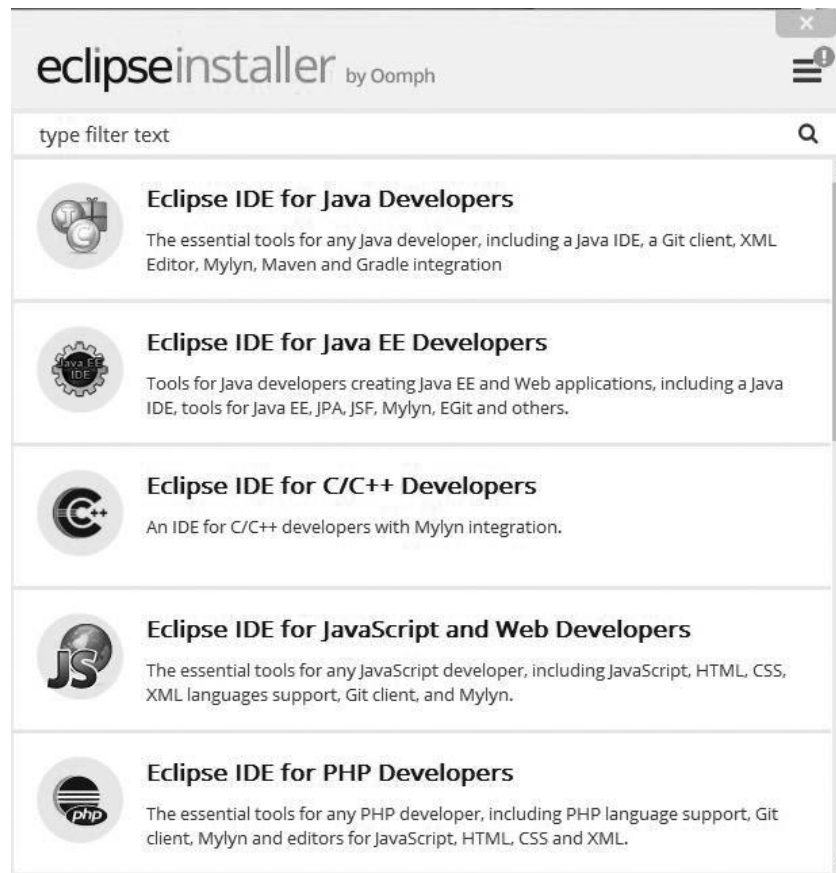 eclipseinstaller by Oomph
type filter text
Eclipse IDE for Java Developers
The essential tools for any Java developer, including a Java IDE, a Git client, XML
Editor, Mylyn, Maven and Gradle integration
Java EE
IDE
Eclipse IDE for Java EE Developers
Tools for Java developers creating Java EE and Web applications, including a Java
IDE, tools for Java EE, JPA, JSF, Mylyn, EGit and others.
C++
Eclipse IDE for C/C++ Developers
An IDE for C/C++ developers with Mylyn integration.
JS
Eclipse IDE for JavaScript and Web Developers
The essential tools for any JavaScript developer, including JavaScript, HTML, CSS,
XML languages support, Git client, and Mylyn.
php
Eclipse IDE for PHP Developers
The essential tools for any PHP developer, including PHP language support, Git
client, Mylyn and editors for JavaScript, HTML, CSS and XML.